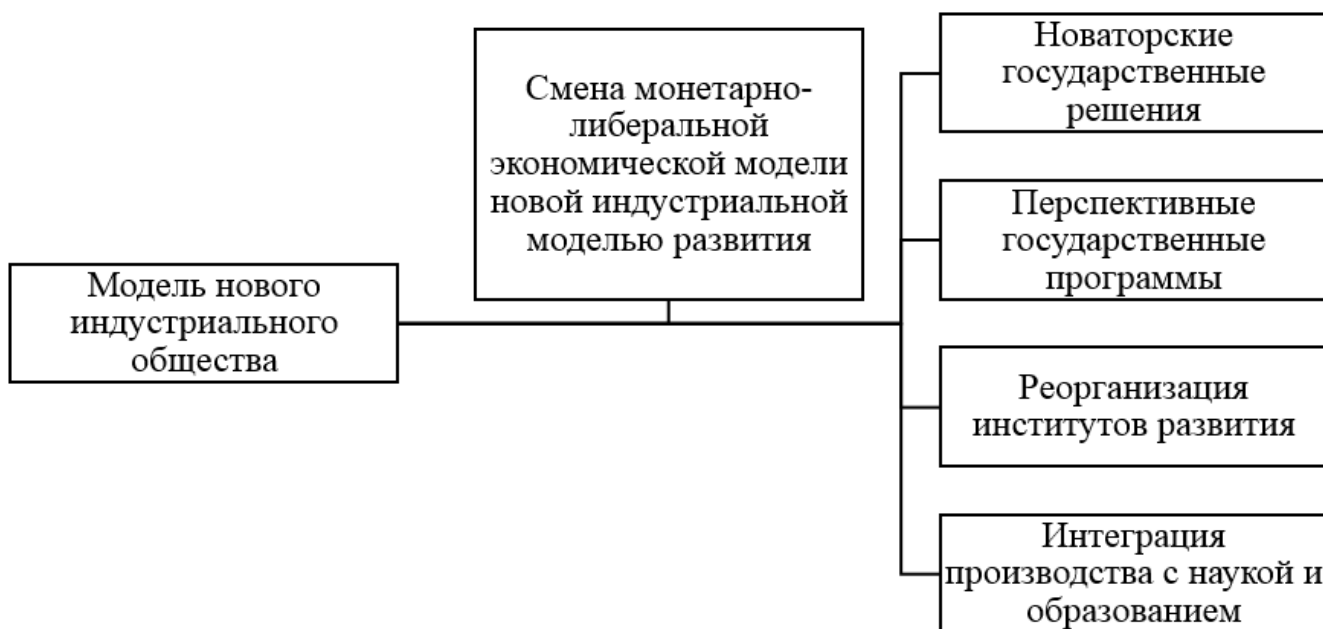 Модель нового
индустриального
общества
Смена монетарно-
либеральной
экономической модели
новой индустриальной
моделью развития
Новаторские
государственные
решения
Перспективные
государственные
программы
Реорганизация
институтов развития
Интеграция
производства с наукой и
образованием